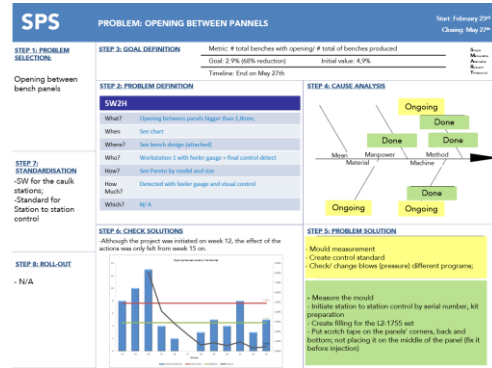 SPS
PROBLEM: OPENING BETWEEN PANNELS
Start: February 23rd
Closing: May 27th
STEP 1: PROBLEM
SELECTION:
Opening between
bench panels
STEP 3: GOAL DEFINITION
Metric: # total benches with opening/ # total of benches produced
Goal: 2.9% (68% reduction)
Initial value: 4,9%
Timeline: End on May 27th
STEP 2: PROBLEM DEFINITION
5W2H
What?
Opening between panels bigger than 1,8mm;
When
See chart
Where?
See bench design (attached)
Who?
Workstation 1 with feeler gauge + final control detect
How?
See Pareto by model and size
How
Much?
Detected with feeler gauge and visual control
Which?
N/ A
STEP 4: CAUSE ANALYSIS
Ongoing
Done
Done
Done
Mean
Manpower
Method
Material
Machine
Done
Ongoing
Ongoing
STEP 7:
STANDARDISATION
-SW for the caulk
stations;
-Standard for
Station to station
control
STEP 8: ROLL-OUT
- N/A
STEP 6: CHECK SOLUTIONS
-Although the project was initiated on week 12, the effect of the
actions was only felt from week 15 on.
STEP 5: PROBLEM SOLUTION
- Mould measurement
- Create control standard
- Check/ change blows (pressure) different programs;
- Measure the mould
- Initiate station to station control by serial number, kit
preparation
- Create filling for the L2-1755 set
- Put scotch tape on the panels' corners, back and
bottom; not placing it on the middle of the panel (fix it
before injection)